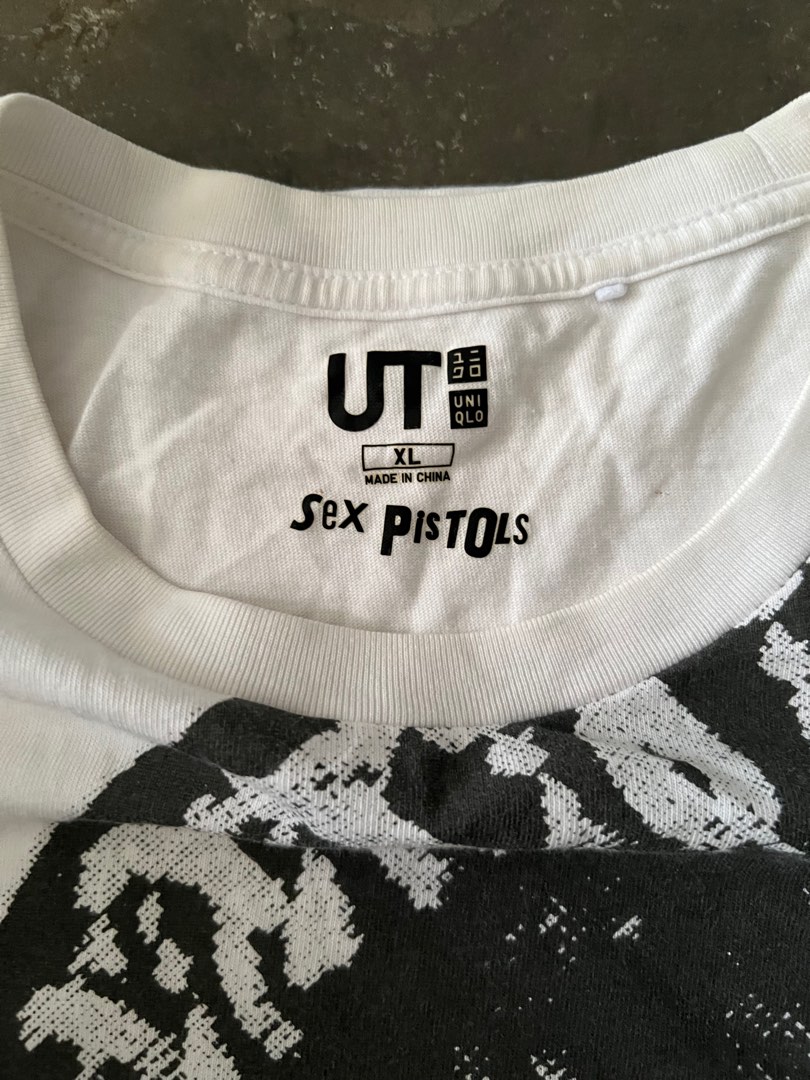 UT ユニ
クロ
UNI
QLO
XL
MADE IN CHINA
Sex PisTOLs